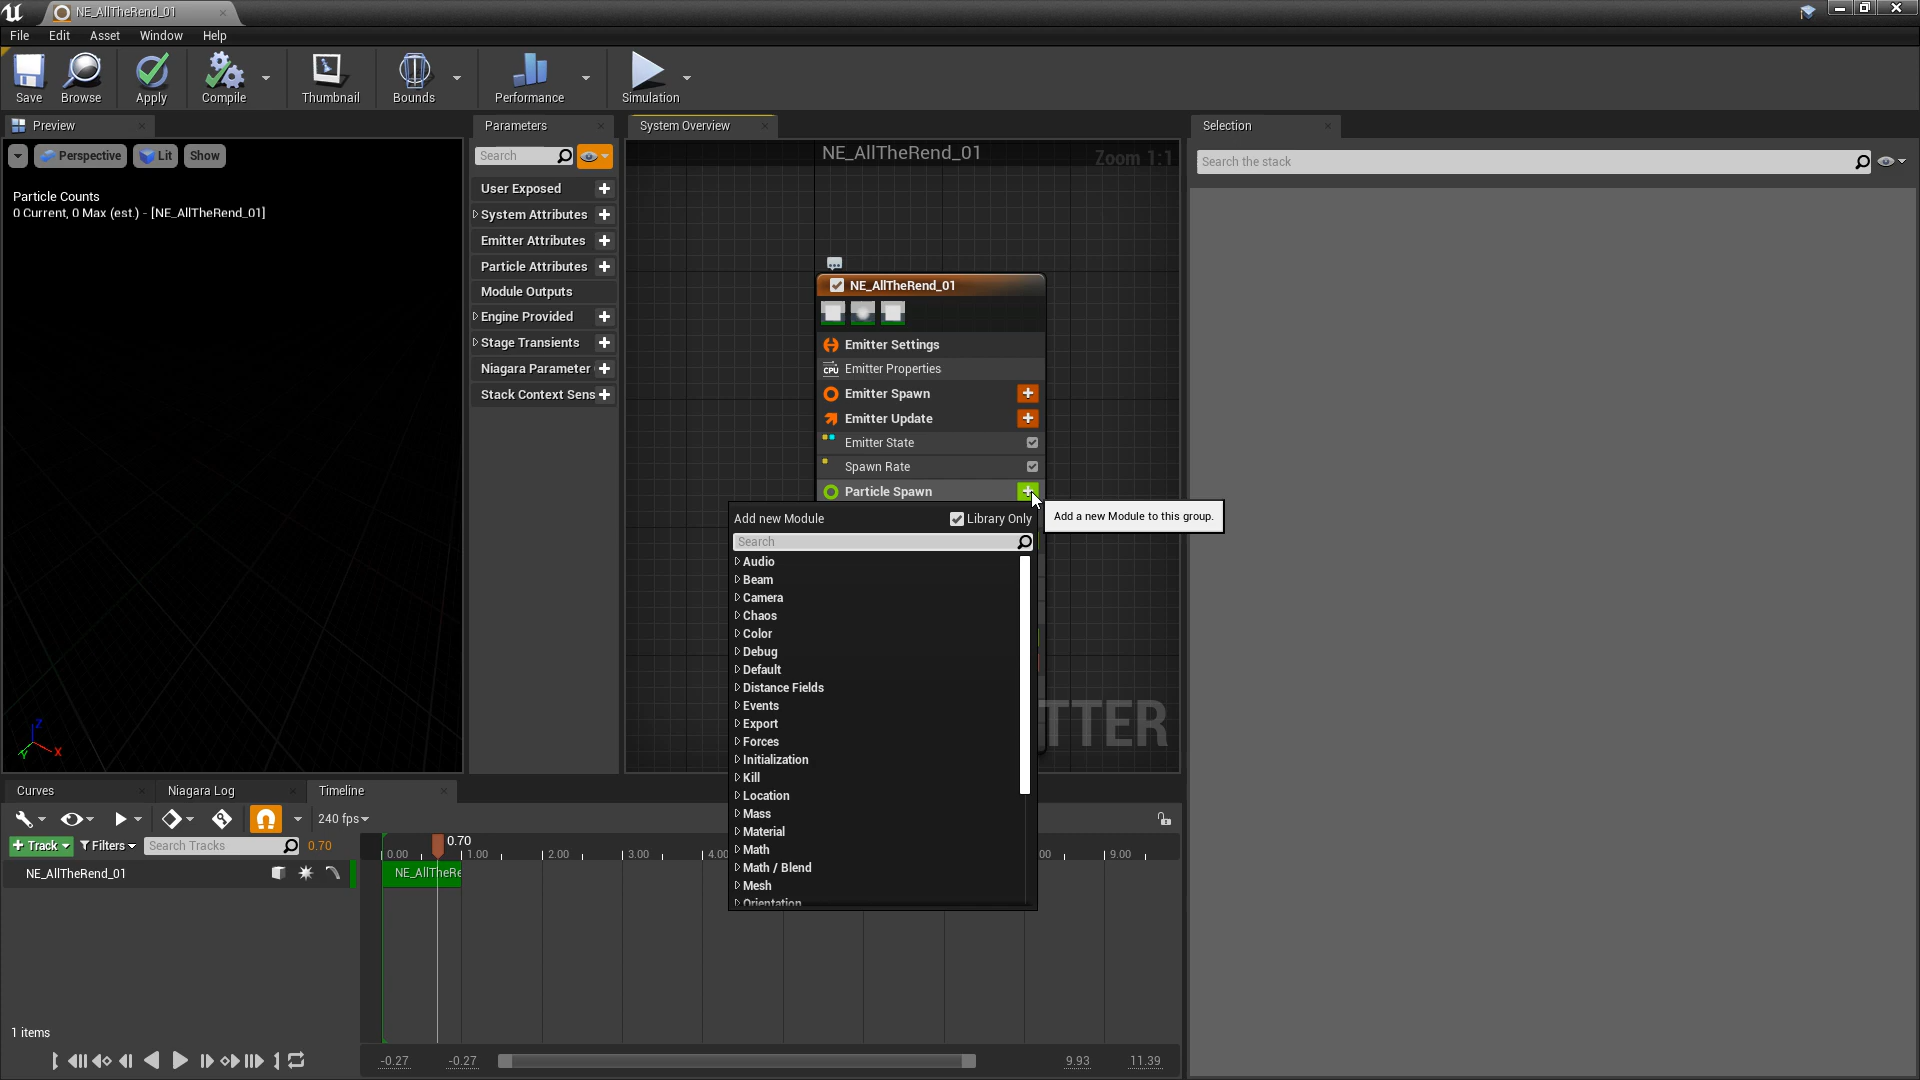 NE_AllTheRend_01
File Edit Asset Window Help
Save Browse Apply Compile Thumbnail Bounds Performance Simulation
Preview
Perspective Lit Show
Particle Counts
0 Current, 0 Max (est.) - [NE_AllTheRend_01]
Z
X
Y
Parameters
Search
User Exposed
System Attributes
Emitter Attributes
Particle Attributes
Module Outputs
Engine Provided
Stage Transients
Niagara Parameter
Stack Context Sens
System Overview
NE_AllTheRend_01
Zoom 1:1
NE_AllTheRend_01
Emitter Settings
CPU Emitter Properties
Emitter Spawn
Emitter Update
Emitter State
Spawn Rate
Particle Spawn
Add new Module Library Only
Search
Audio
Beam
Camera
Chaos
Color
Debug
Default
Distance Fields
Events
Export
Forces
Initialization
Kill
Location
Mass
Material
Math
Math / Blend
Mesh
Orientation
Add a new Module to this group.
TTER
Selection
Search the stack
Curves Niagara Log Timeline
240 fps
+ Track Filters Search Tracks 0.70
0.70
0.00 1.00 2.00 3.00 4.00 00 9.00
NE_AllTheRend_01
NE_AllTheRe
1 items
-0.27 -0.27 9.93 11.39